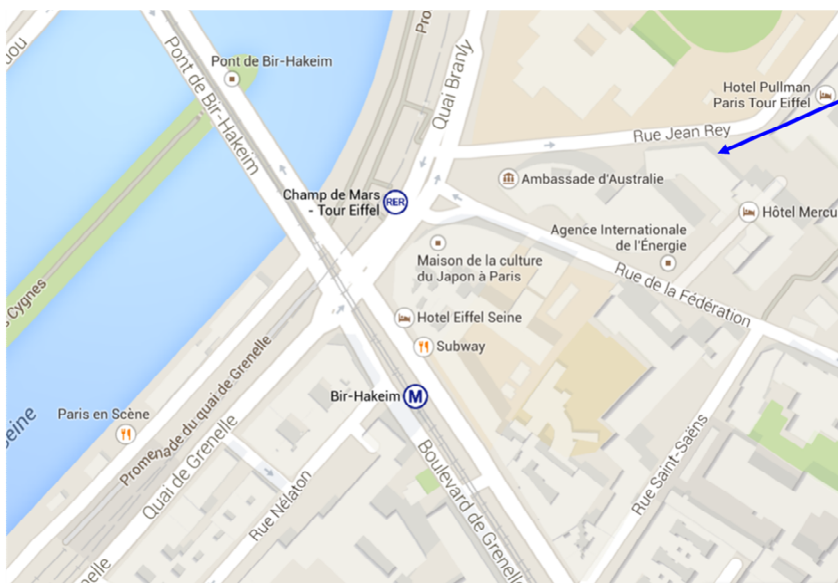 Pont de Bir-Hakeim
Pont de Bir-Hakeim
Quai Branly
Pro
Hotel Pullman
Paris Tour Eiffel
Rue Jean Rey
Ambassade d'Australie
Champ de Mars
- Tour Eiffel
RER
Hôtel Mercu
Agence Internationale
de l'Énergie
Maison de la culture
du Japon à Paris
Rue de la Fédération
s Cygnes
Hotel Eiffel Seine
Subway
Bir-Hakeim
M
Paris en Scène
Promenade du quai de Grenelle
eine
Quai de Grenelle
Rue Nélaton
Boulevard de Grenelle
Rue Saint-Saëns
Grenelle